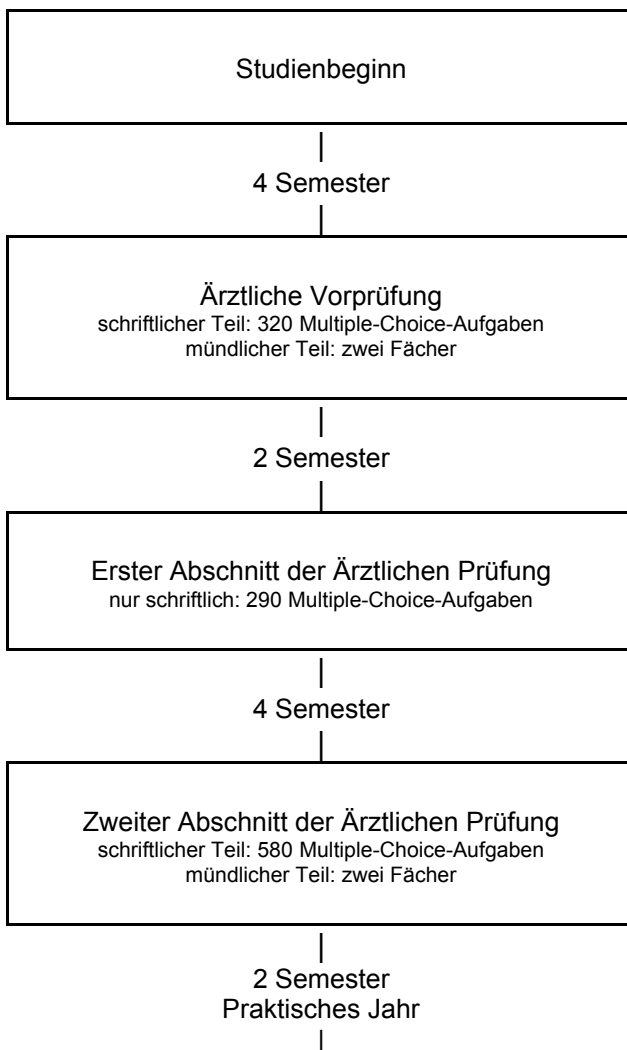 Studienbeginn
4 Semester
Ärztliche Vorprüfung
schriftlicher Teil: 320 Multiple-Choice-Aufgaben
mündlicher Teil: zwei Fächer
2 Semester
Erster Abschnitt der Ärztlichen Prüfung
nur schriftlich: 290 Multiple-Choice-Aufgaben
4 Semester
Zweiter Abschnitt der Ärztlichen Prüfung
schriftlicher Teil: 580 Multiple-Choice-Aufgaben
mündlicher Teil: zwei Fächer
2 Semester
Praktisches Jahr